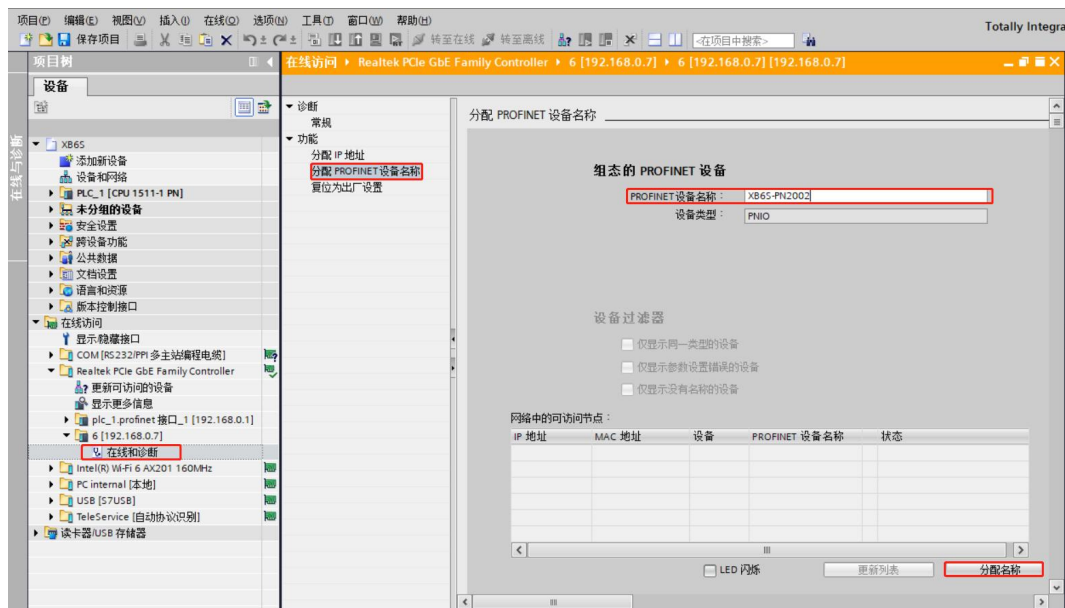 项目(P) 编辑(E) 视图(V) 插入(I) 在线(O) 选项(N) 工具(T) 窗口(W) 帮助(H)
Totally Integra
保存项目 转至在线 转至离线 <在项目中搜索>
项目树
在线访问 ▸ Realtek PCIe GbE Family Controller ▸ 6 [192.168.0.7] ▸ 6 [192.168.0.7] [192.168.0.7]
设备
在线与诊断
XB6S
添加新设备
设备和网络
PLC_1 [CPU 1511-1 PN]
未分组的设备
安全设置
跨设备功能
公共数据
文档设置
语言和资源
版本控制接口
在线访问
显示/隐藏接口
COM [RS232/PPI 多主站编程电缆]
Realtek PCIe GbE Family Controller
更新可访问的设备
显示更多信息
plc_1.profinet 接口_1 [192.168.0.1]
6 [192.168.0.7]
在线和诊断
Intel(R) Wi-Fi 6 AX201 160MHz
PC internal [本地]
USB [S7USB]
TeleService [自动协议识别]
读卡器/USB 存储器
诊断
常规
功能
分配 IP 地址
分配 PROFINET 设备名称
复位为出厂设置
分配 PROFINET 设备名称
组态的 PROFINET 设备
PROFINET 设备名称： XB6S-PN2002
设备类型： PNIO
设备过滤器
仅显示同一类型的设备
仅显示参数设置错误的设备
仅显示没有名称的设备
网络中的可访问节点：
IP 地址 MAC 地址 设备 PROFINET 设备名称 状态
LED 闪烁 更新列表 分配名称